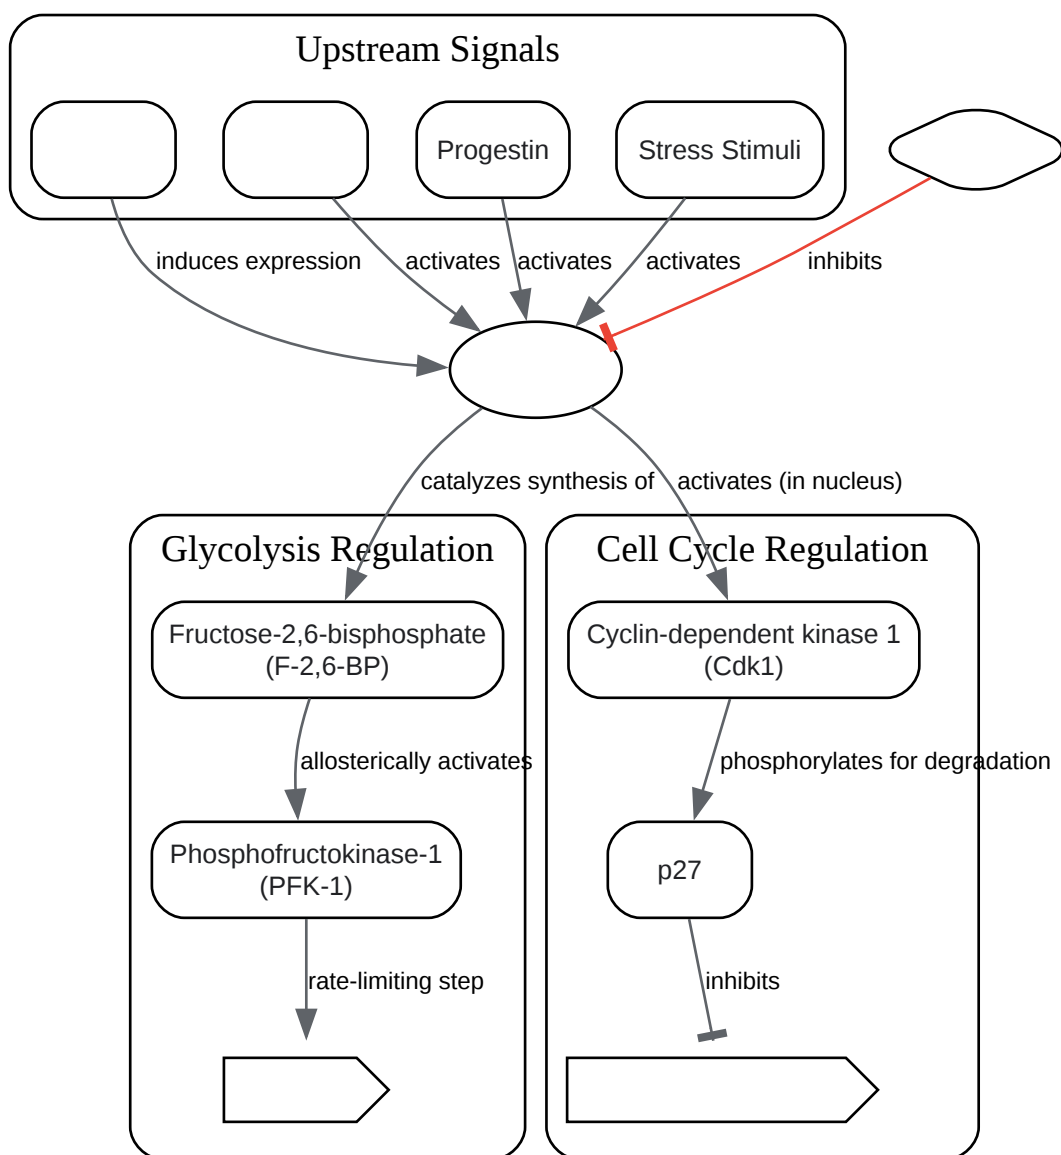 Upstream Signals
Progestin
Stress Stimuli
induces expression
activates
activates
activates
inhibits
catalyzes synthesis of
activates (in nucleus)
Glycolysis Regulation
Cell Cycle Regulation
Fructose-2,6-bisphosphate
(F-2,6-BP)
Cyclin-dependent kinase 1
(Cdk1)
allosterically activates
phosphorylates for degradation
Phosphofructokinase-1
(PFK-1)
p27
rate-limiting step
inhibits